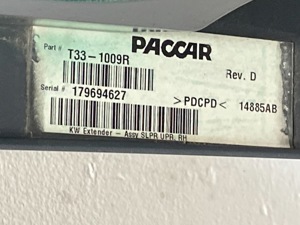 PACCAR
Part # T33-1009R Rev. D
Serial # 179694627 >PDCPD< 14885AB
KW Extender - Assy SLPR UPR, RH